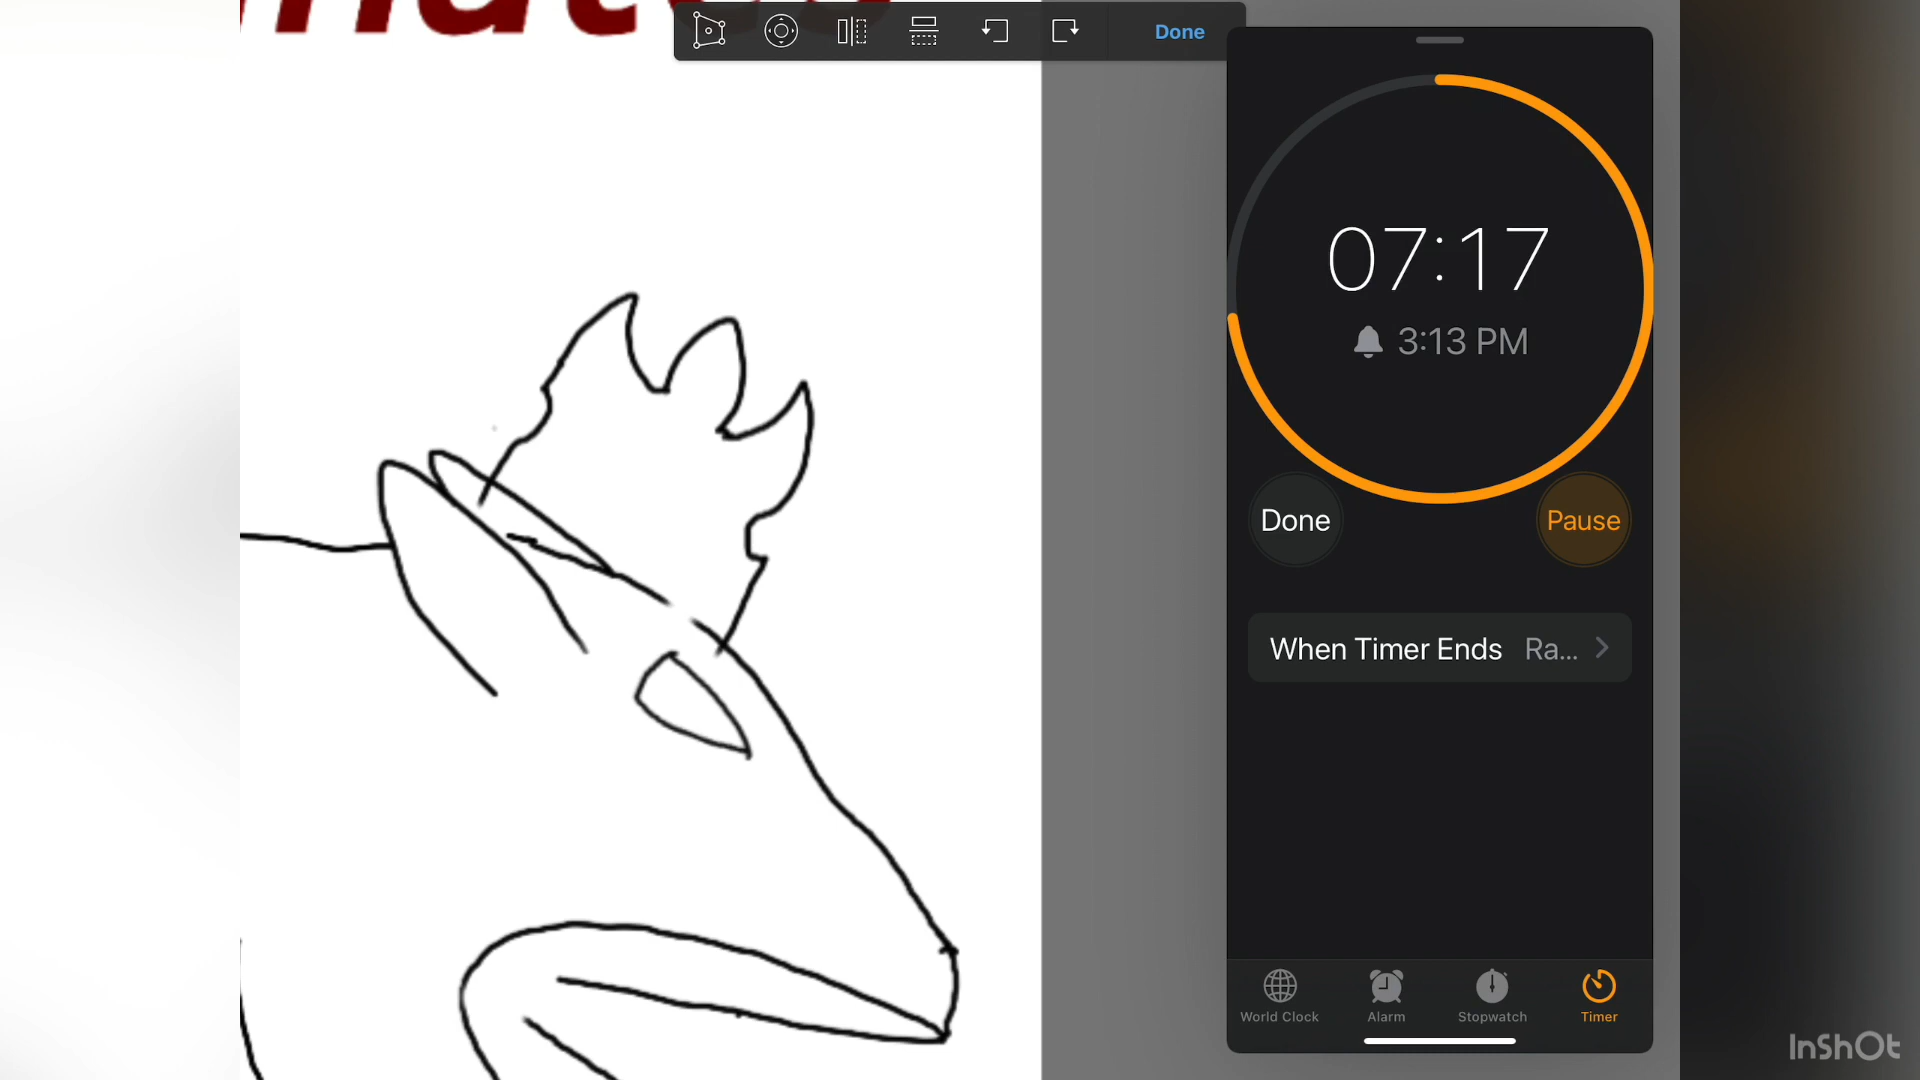 Done
07:17
3:13 PM
Done
Pause
When Timer Ends Ra...
World Clock
Alarm
Stopwatch
Timer
InShOt